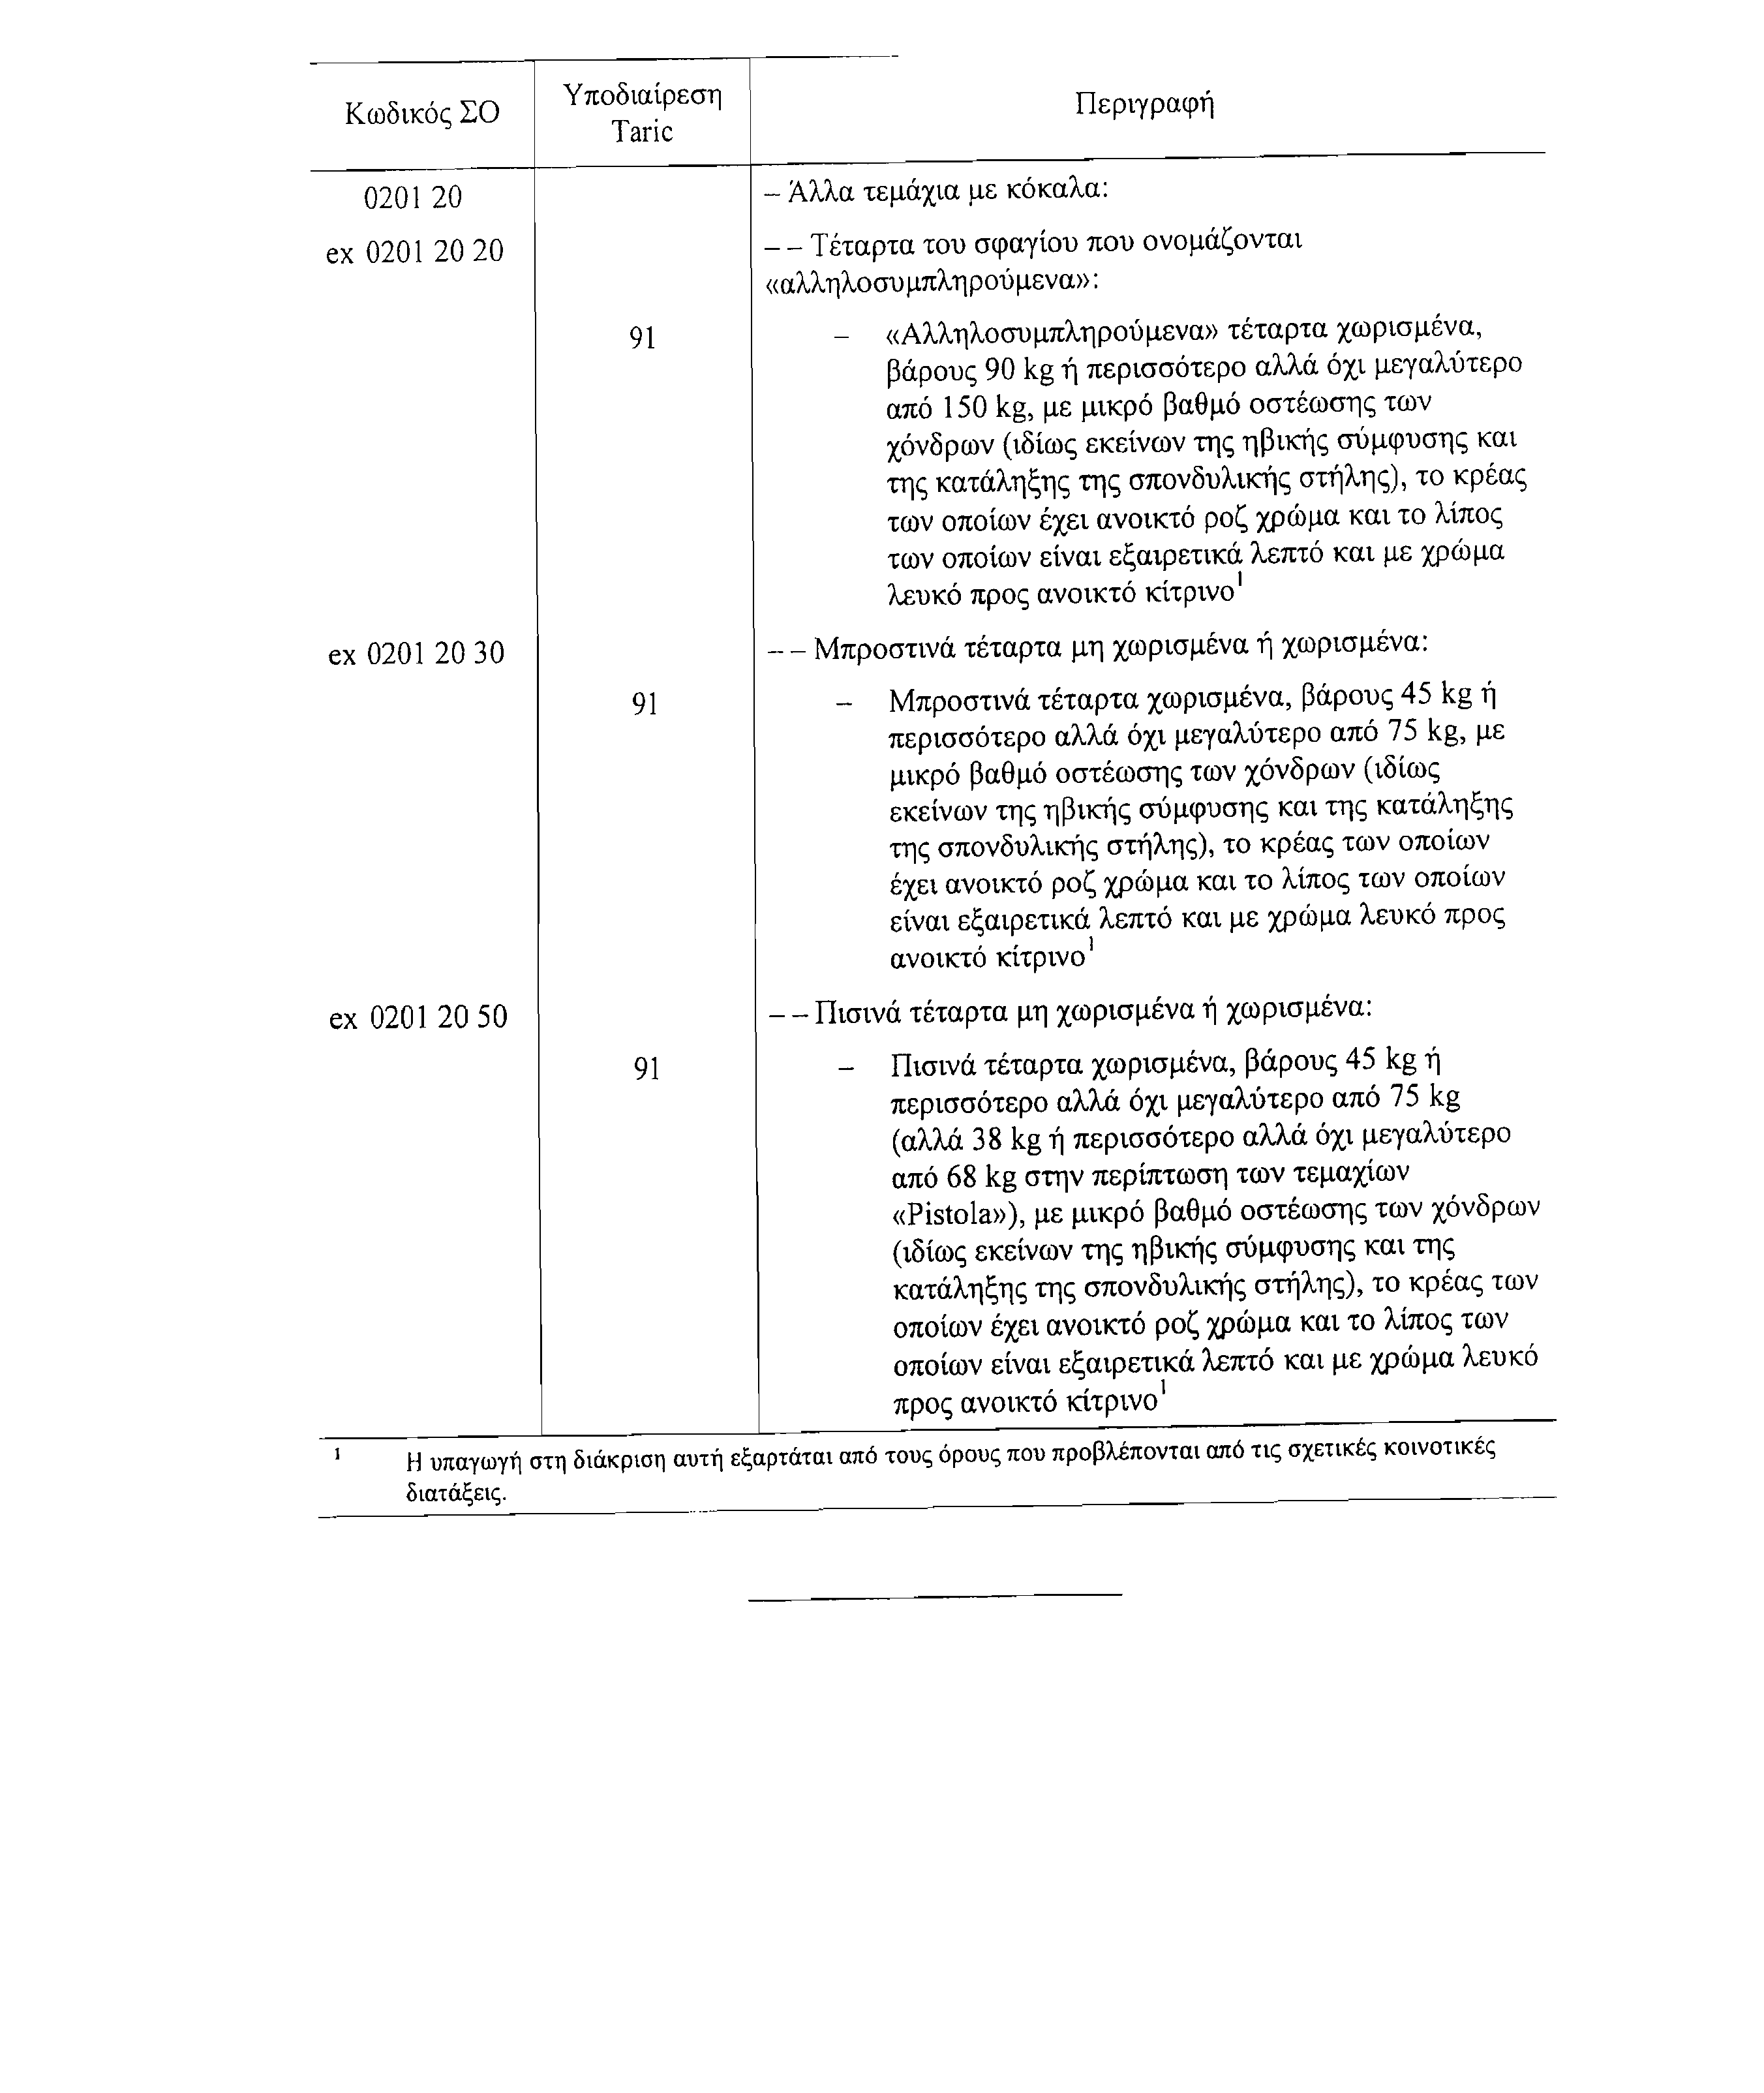 Κωδικός ΣΟ
Υποδιαίρεση
Taric
Περιγραφή
0201 20
– Άλλα τεμάχια με κόκαλα:
ex 0201 20 20
– – Τέταρτα του σφαγίου που ονομάζονται
«αλληλοσυμπληρούμενα»:
91
– «Αλληλοσυμπληρούμενα» τέταρτα χωρισμένα,
βάρους 90 kg ή περισσότερο αλλά όχι μεγαλύτερο
από 150 kg, με μικρό βαθμό οστέωσης των
χόνδρων (ιδίως εκείνων της ηβικής σύμφυσης και
της κατάληξης της σπονδυλικής στήλης), το κρέας
των οποίων έχει ανοικτό ροζ χρώμα και το λίπος
των οποίων είναι εξαιρετικά λεπτό και με χρώμα
λευκό προς ανοικτό κίτρινο¹
ex 0201 20 30
– – Μπροστινά τέταρτα μη χωρισμένα ή χωρισμένα:
91
– Μπροστινά τέταρτα χωρισμένα, βάρους 45 kg ή
περισσότερο αλλά όχι μεγαλύτερο από 75 kg, με
μικρό βαθμό οστέωσης των χόνδρων (ιδίως
εκείνων της ηβικής σύμφυσης και της κατάληξης
της σπονδυλικής στήλης), το κρέας των οποίων
έχει ανοικτό ροζ χρώμα και το λίπος των οποίων
είναι εξαιρετικά λεπτό και με χρώμα λευκό προς
ανοικτό κίτρινο¹
ex 0201 20 50
– – Πισινά τέταρτα μη χωρισμένα ή χωρισμένα:
91
– Πισινά τέταρτα χωρισμένα, βάρους 45 kg ή
περισσότερο αλλά όχι μεγαλύτερο από 75 kg
(αλλά 38 kg ή περισσότερο αλλά όχι μεγαλύτερο
από 68 kg στην περίπτωση των τεμαχίων
«Pistola»), με μικρό βαθμό οστέωσης των χόνδρων
(ιδίως εκείνων της ηβικής σύμφυσης και της
κατάληξης της σπονδυλικής στήλης), το κρέας των
οποίων έχει ανοικτό ροζ χρώμα και το λίπος των
οποίων είναι εξαιρετικά λεπτό και με χρώμα λευκό
προς ανοικτό κίτρινο¹
¹ Η υπαγωγή στη διάκριση αυτή εξαρτάται από τους όρους που προβλέπονται από τις σχετικές κοινοτικές
διατάξεις.